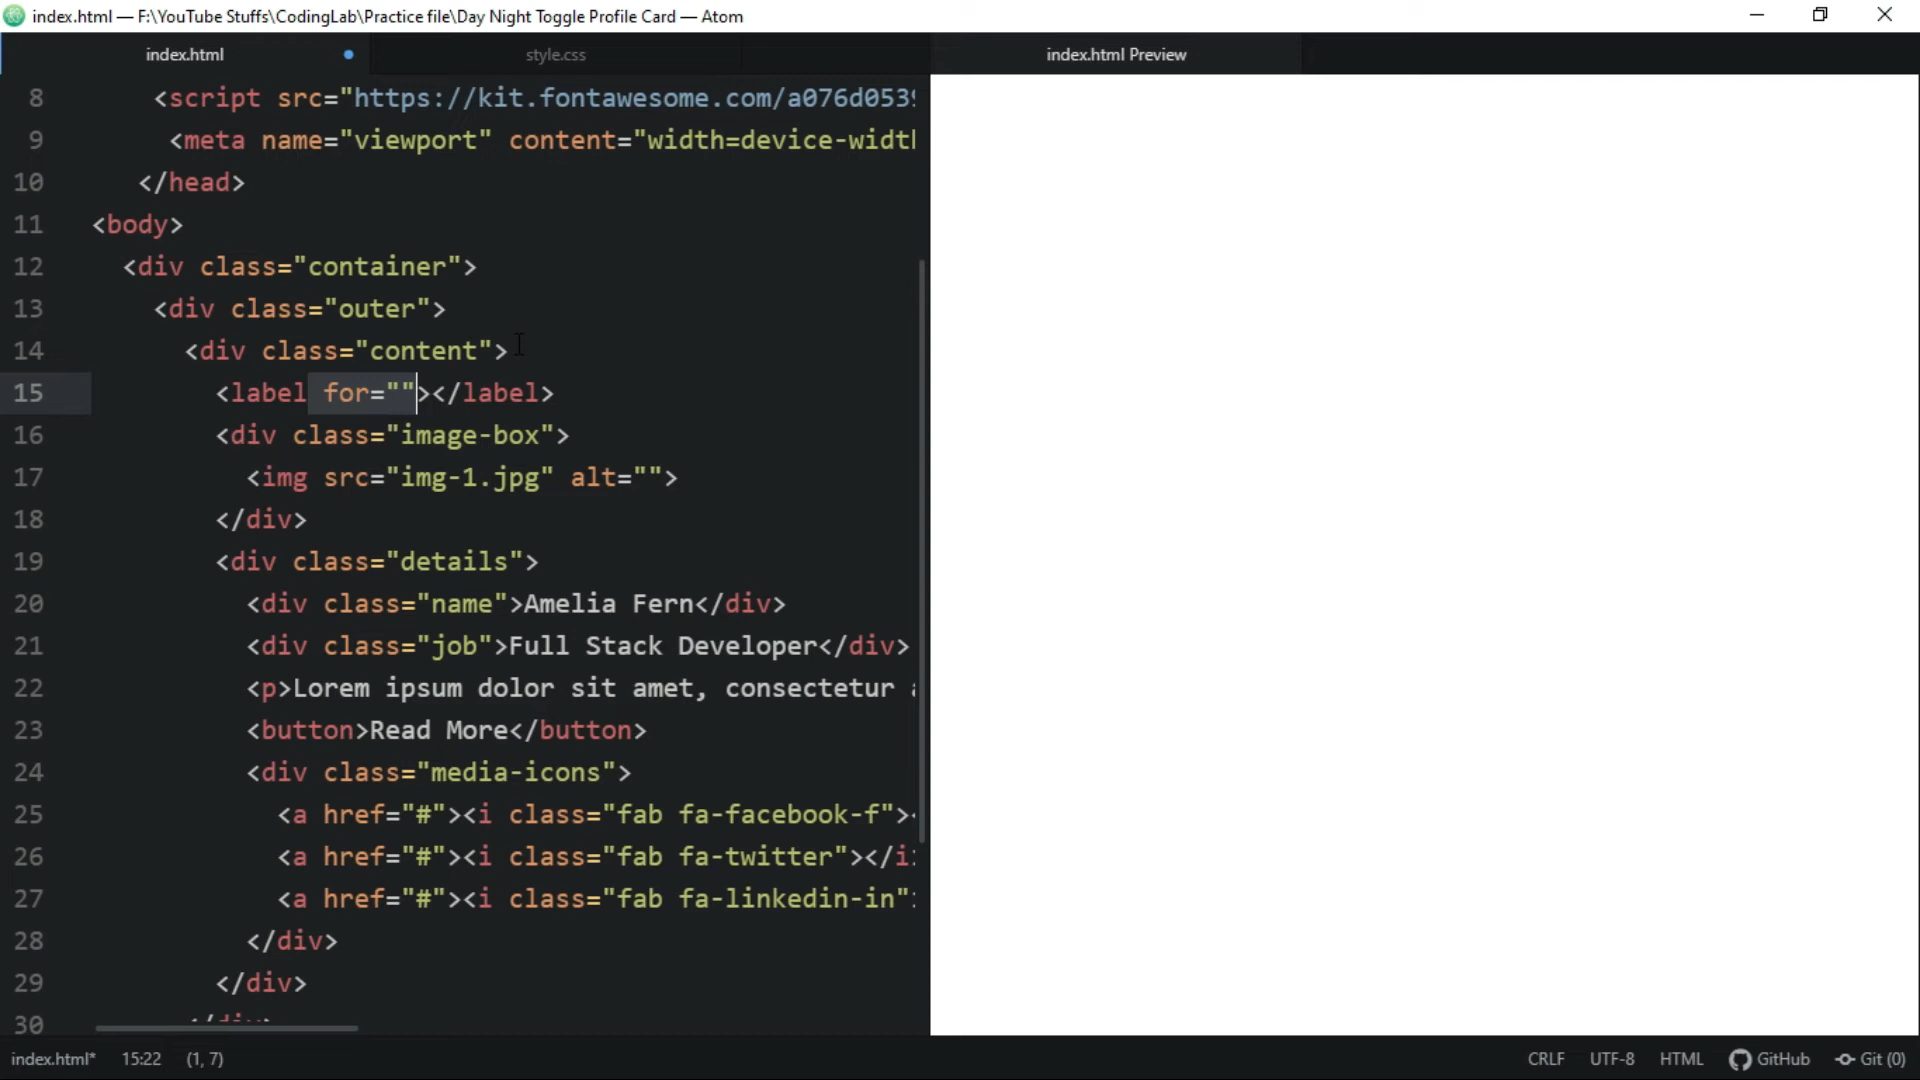 index.html — F:\YouTube Stuffs\CodingLab\Practice file\Day Night Toggle Profile Card — Atom
index.html
style.css
index.html Preview
8 <script src="https://kit.fontawesome.com/a076d0539
9 <meta name="viewport" content="width=device-width
10 </head>
11 <body>
12 <div class="container">
13 <div class="outer">
14 <div class="content">
15 <label for=""></label>
16 <div class="image-box">
17 <img src="img-1.jpg" alt="">
18 </div>
19 <div class="details">
20 <div class="name">Amelia Fern</div>
21 <div class="job">Full Stack Developer</div>
22 <p>Lorem ipsum dolor sit amet, consectetur
23 <button>Read More</button>
24 <div class="media-icons">
25 <a href="#"><i class="fab fa-facebook-f"><
26 <a href="#"><i class="fab fa-twitter"></i>
27 <a href="#"><i class="fab fa-linkedin-in">
28 </div>
29 </div>
30 </div>
index.html* 15:22 (1, 7) CRLF UTF-8 HTML GitHub Git (0)